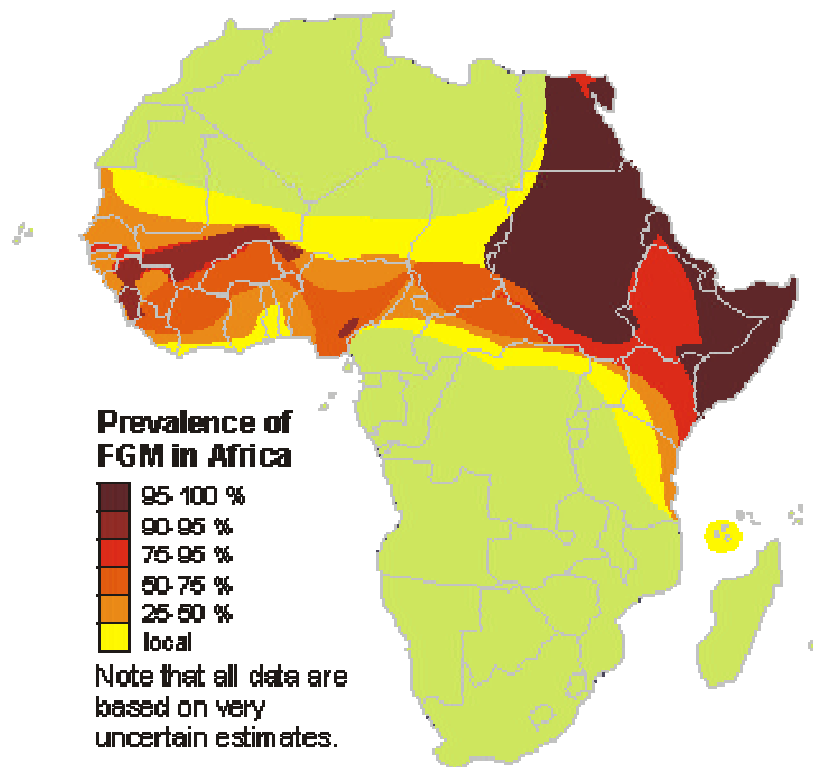 Prevalence of
FGM in Africa
95-100 %
90-95 %
75-95 %
50-75 %
25-50 %
local
Note that all data are
based on very
uncertain estimates.